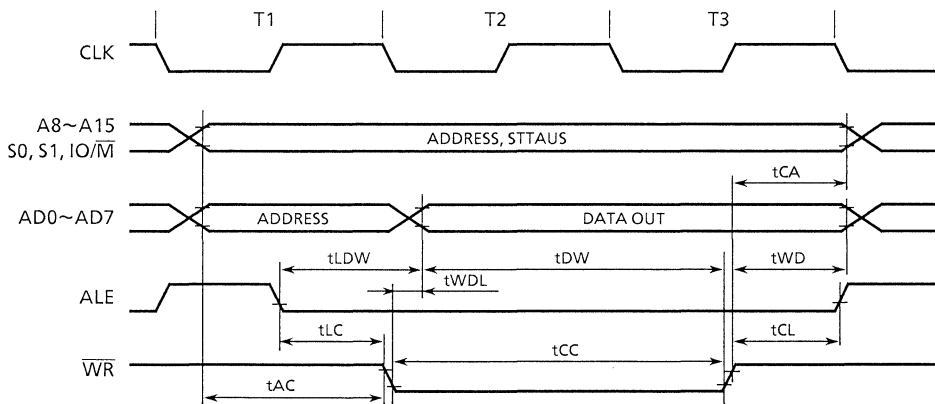 T1 T2 T3
CLK
A8~A15
S0, S1, IO/M̅
ADDRESS, STTAUS
tCA
AD0~AD7
ADDRESS
DATA OUT
tLDW
tDW
tWD
tWDL
ALE
tLC
tCC
tCL
W̅R̅
tAC